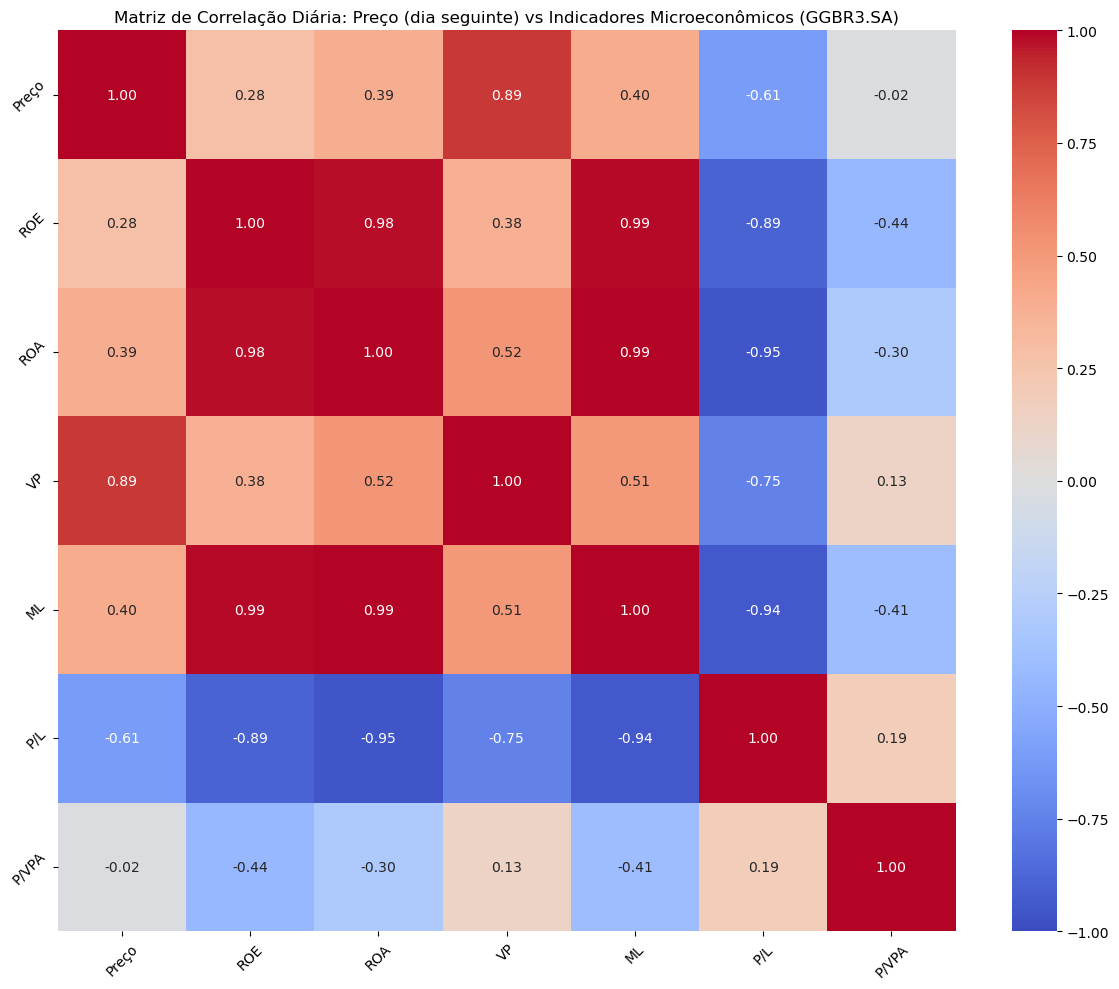 Matriz de Correlação Diária: Preço (dia seguinte) vs Indicadores Microeconômicos (GGBR3.SA)
Preço 1.00 0.28 0.39 0.89 0.40 -0.61 -0.02
ROE 0.28 1.00 0.98 0.38 0.99 -0.89 -0.44
ROA 0.39 0.98 1.00 0.52 0.99 -0.95 -0.30
VP 0.89 0.38 0.52 1.00 0.51 -0.75 0.13
ML 0.40 0.99 0.99 0.51 1.00 -0.94 -0.41
P/L -0.61 -0.89 -0.95 -0.75 -0.94 1.00 0.19
P/VPA -0.02 -0.44 -0.30 0.13 -0.41 0.19 1.00
Preço ROE ROA VP ML P/L P/VPA
1.00
0.75
0.50
0.25
0.00
−0.25
−0.50
−0.75
−1.00